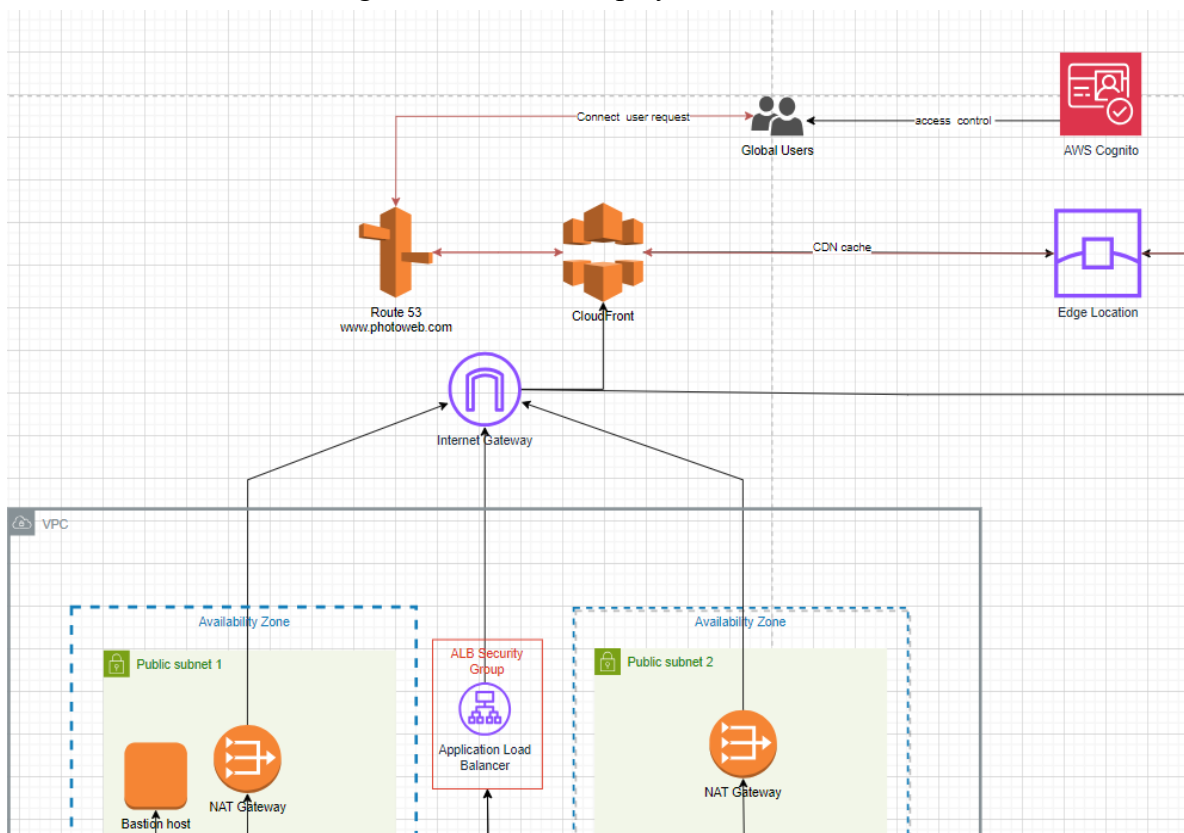 Connect user request
Global Users
access control
AWS Cognito
Route 53
www.photoweb.com
CloudFront
CDN cache
Edge Location
Internet Gateway
VPC
Availability Zone
Public subnet 1
NAT Gateway
Bastion host
ALB Security
Group
Application Load
Balancer
Availability Zone
Public subnet 2
NAT Gateway